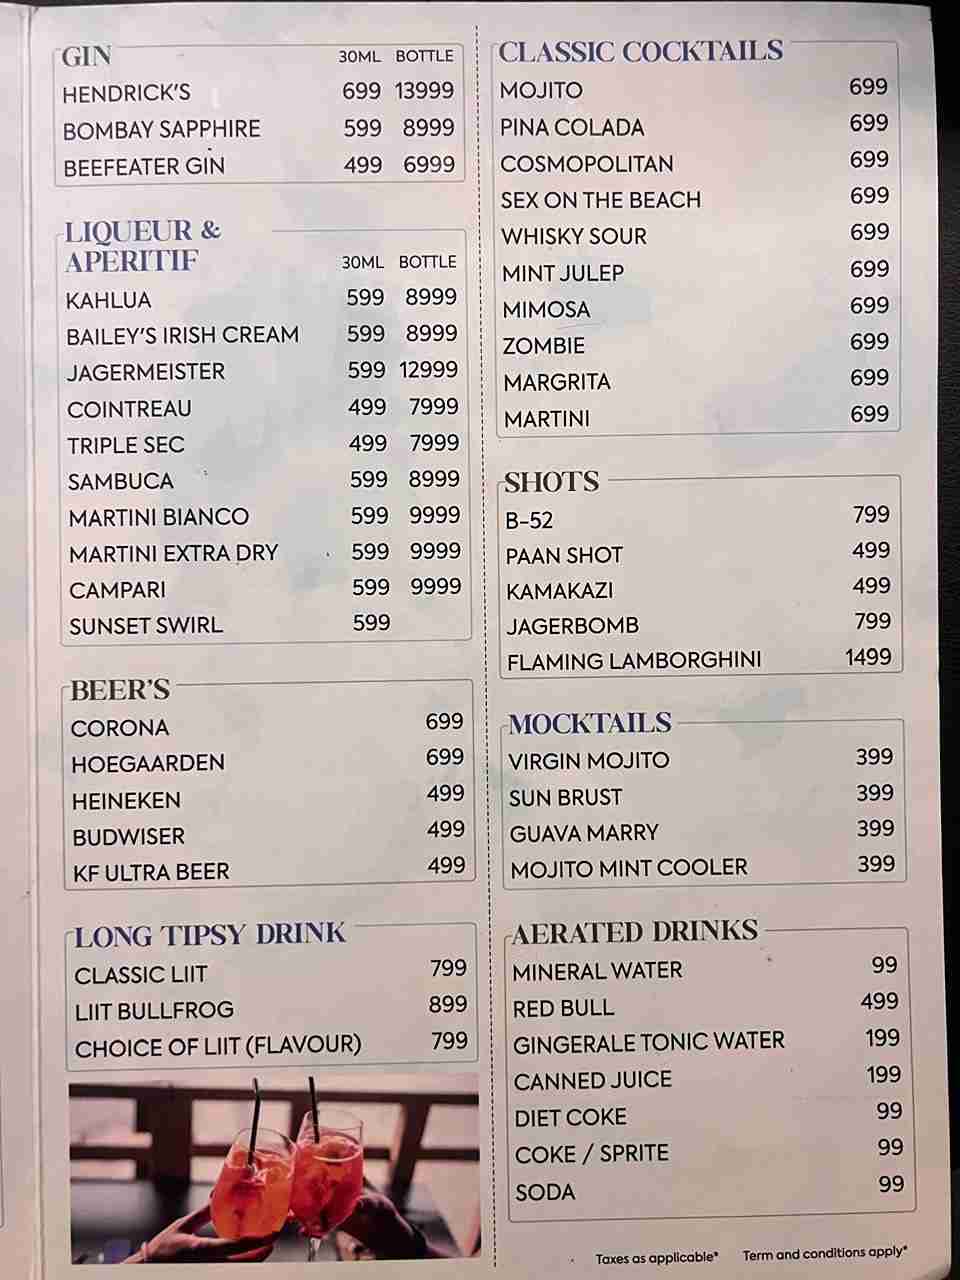 GIN 30ML BOTTLE
HENDRICK'S 699 13999
BOMBAY SAPPHIRE 599 8999
BEEFEATER GIN 499 6999
LIQUEUR &
APERITIF 30ML BOTTLE
KAHLUA 599 8999
BAILEY'S IRISH CREAM 599 8999
JAGERMEISTER 599 12999
COINTREAU 499 7999
TRIPLE SEC 499 7999
SAMBUCA 599 8999
MARTINI BIANCO 599 9999
MARTINI EXTRA DRY 599 9999
CAMPARI 599 9999
SUNSET SWIRL 599
BEER'S
CORONA 699
HOEGAARDEN 699
HEINEKEN 499
BUDWISER 499
KF ULTRA BEER 499
LONG TIPSY DRINK
CLASSIC LIIT 799
LIIT BULLFROG 899
CHOICE OF LIIT (FLAVOUR) 799
CLASSIC COCKTAILS
MOJITO 699
PINA COLADA 699
COSMOPOLITAN 699
SEX ON THE BEACH 699
WHISKY SOUR 699
MINT JULEP 699
MIMOSA 699
ZOMBIE 699
MARGRITA 699
MARTINI 699
SHOTS
B-52 799
PAAN SHOT 499
KAMAKAZI 499
JAGERBOMB 799
FLAMING LAMBORGHINI 1499
MOCKTAILS
VIRGIN MOJITO 399
SUN BRUST 399
GUAVA MARRY 399
MOJITO MINT COOLER 399
AERATED DRINKS
MINERAL WATER 99
RED BULL 499
GINGERALE TONIC WATER 199
CANNED JUICE 199
DIET COKE 99
COKE / SPRITE 99
SODA 99
Taxes as applicable* Term and conditions apply*